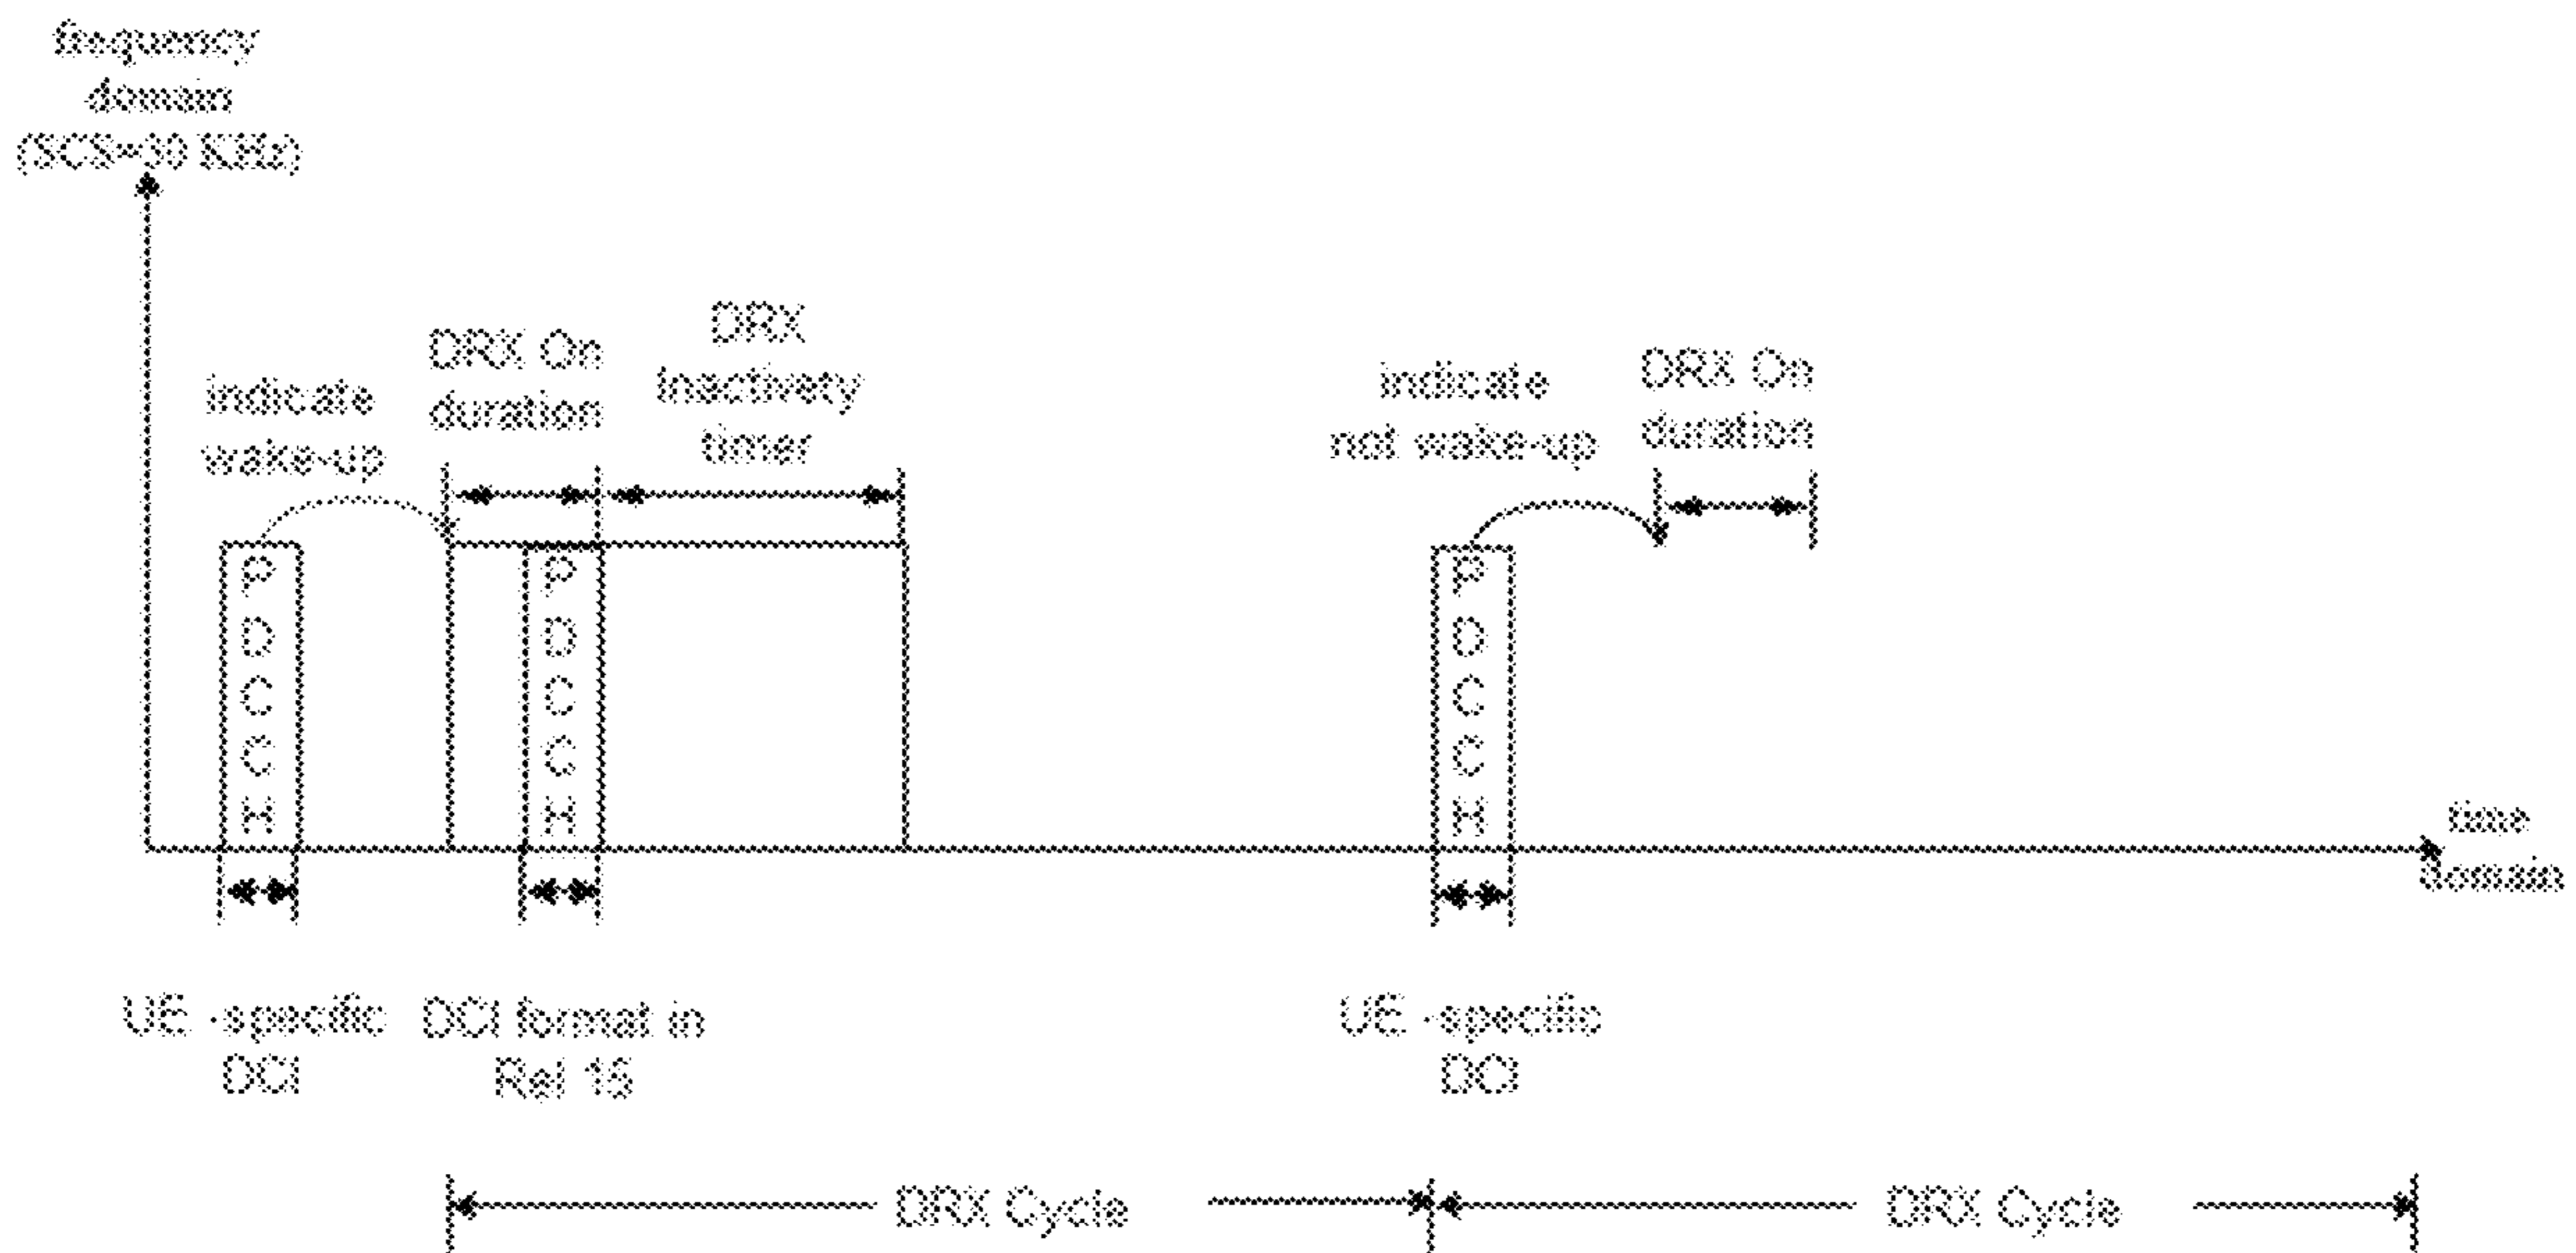 frequency
domain
(SCS=30 KHz)
indicate
wake-up
DRX On
duration
DRX
Inactivety
timer
indicate
not wake-up
DRX On
duration
P
D
C
C
H
P
D
C
C
H
P
D
C
C
H
time
domain
UE -specific
DCI
DCI format in
Rel 15
UE -specific
DCI
DRX Cycle
DRX Cycle